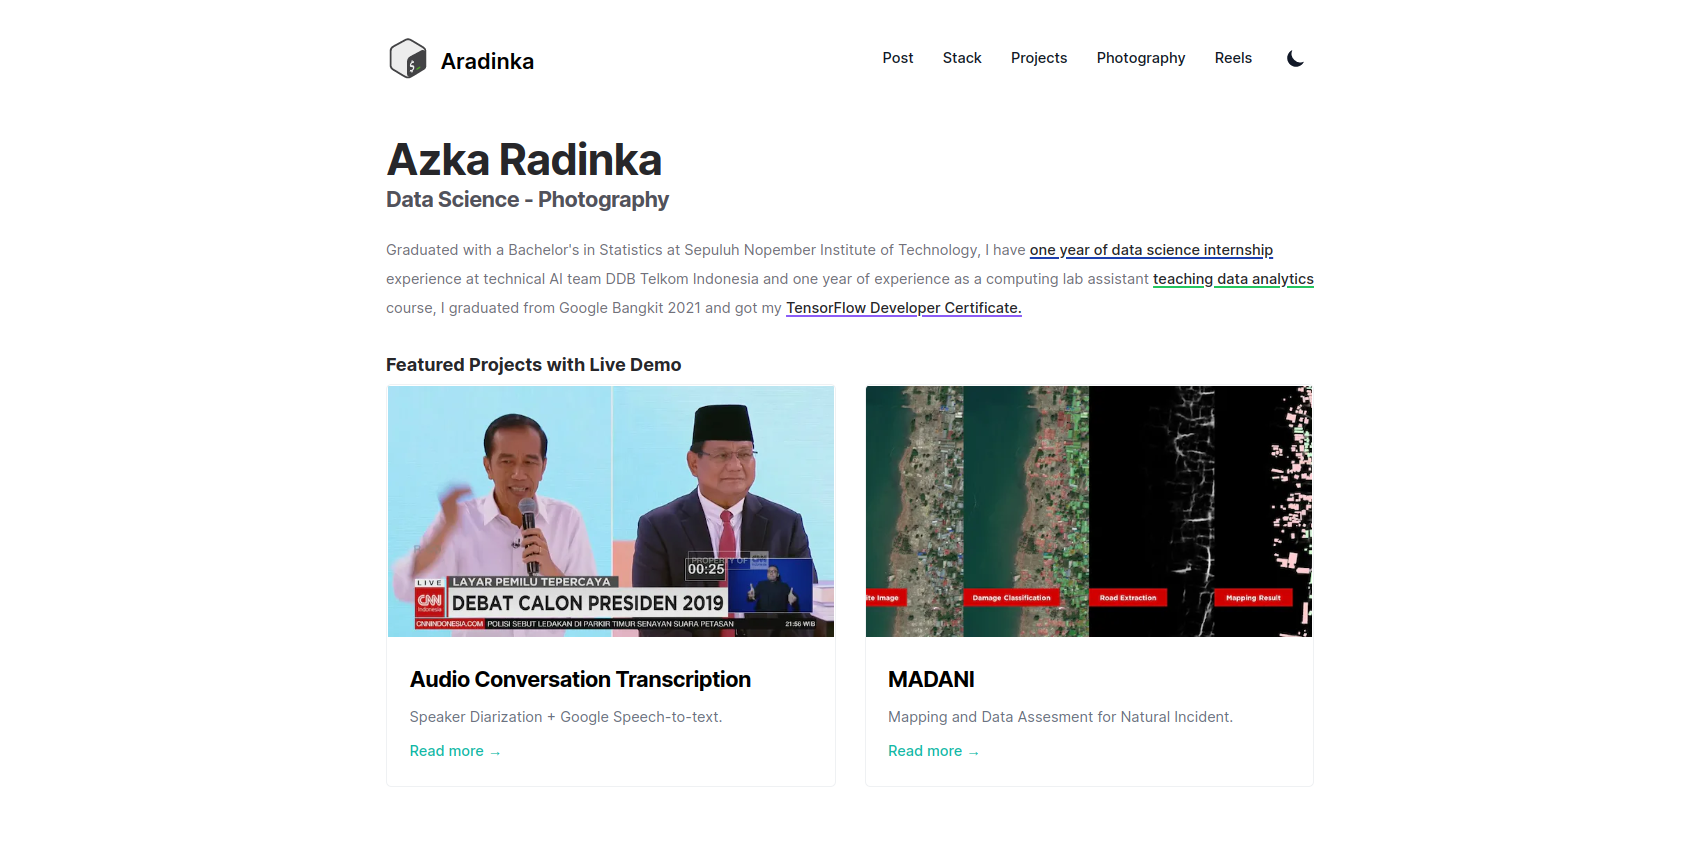 Aradinka
Post
Stack
Projects
Photography
Reels
Azka Radinka
Data Science - Photography
Graduated with a Bachelor's in Statistics at Sepuluh Nopember Institute of Technology, I have one year of data science internship
experience at technical AI team DDB Telkom Indonesia and one year of experience as a computing lab assistant teaching data analytics
course, I graduated from Google Bangkit 2021 and got my TensorFlow Developer Certificate.
Featured Projects with Live Demo
PROPERTY OF CNN
00:25
LIVE
LAYAR PEMILU TEPERCAYA
CNN
Indonesia
DEBAT CALON PRESIDEN 2019
CNNINDONESIA.COM
POLISI SEBUT LEDAKAN DI PARKIR TIMUR SENAYAN SUARA PETASAN
21:56 WIB
ite Image
Damage Classification
Road Extraction
Mapping Result
Audio Conversation Transcription
Speaker Diarization + Google Speech-to-text.
Read more →
MADANI
Mapping and Data Assesment for Natural Incident.
Read more →